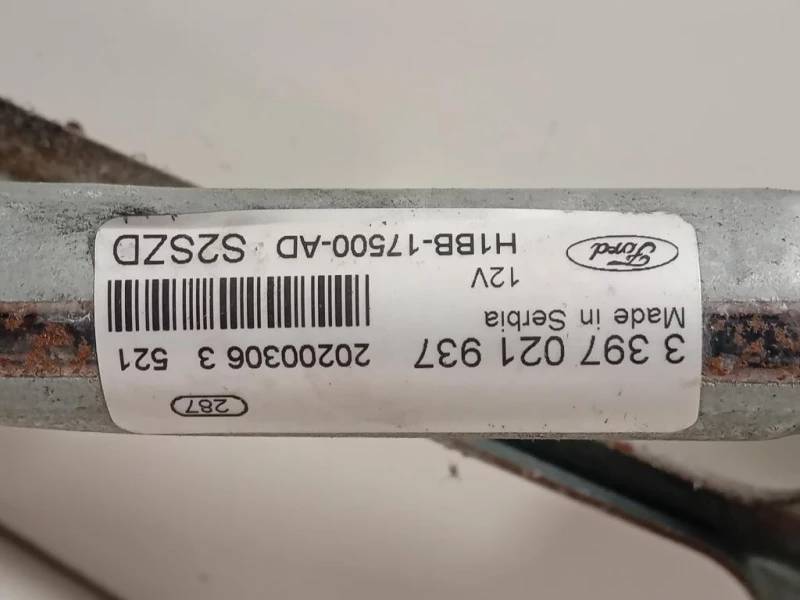 287
3 397 021 937 20200306 3 521
Made in Serbia
12V
Ford H1BB-17500-AD S2SZD